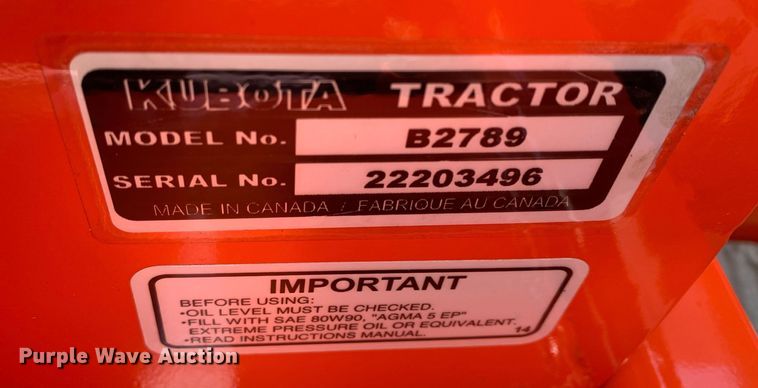 KUBOTA TRACTOR
MODEL No. B2789
SERIAL No. 22203496
MADE IN CANADA / FABRIQUE AU CANADA
IMPORTANT
BEFORE USING:
•OIL LEVEL MUST BE CHECKED.
•FILL WITH SAE 80W90, "AGMA 5 EP"
EXTREME PRESSURE OIL OR EQUIVALENT.
•READ INSTRUCTIONS MANUAL. 14
Purple Wave Auction